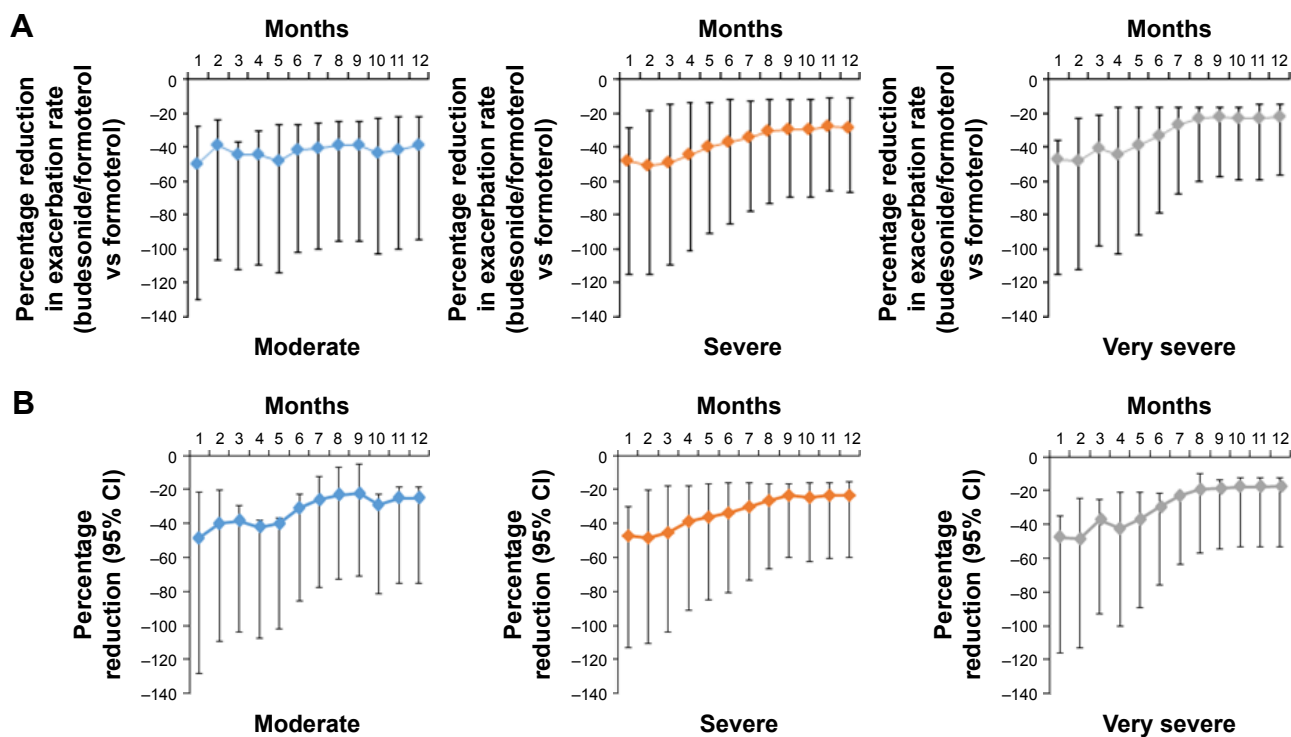 A
Months
1 2 3 4 5 6 7 8 9 10 11 12
0
–20
–40
–60
–80
–100
–120
–140
Percentage reduction
in exacerbation rate
(budesonide/formoterol
vs formoterol)
Moderate
Months
1 2 3 4 5 6 7 8 9 10 11 12
0
–20
–40
–60
–80
–100
–120
–140
Percentage reduction
in exacerbation rate
(budesonide/formoterol
vs formoterol)
Severe
Months
1 2 3 4 5 6 7 8 9 10 11 12
0
–20
–40
–60
–80
–100
–120
–140
Percentage reduction
in exacerbation rate
(budesonide/formoterol
vs formoterol)
Very severe
B
Months
1 2 3 4 5 6 7 8 9 10 11 12
0
–20
–40
–60
–80
–100
–120
–140
Percentage
reduction (95% CI)
Moderate
Months
1 2 3 4 5 6 7 8 9 10 11 12
0
–20
–40
–60
–80
–100
–120
–140
Percentage
reduction (95% CI)
Severe
Months
1 2 3 4 5 6 7 8 9 10 11 12
0
–20
–40
–60
–80
–100
–120
–140
Percentage
reduction (95% CI)
Very severe